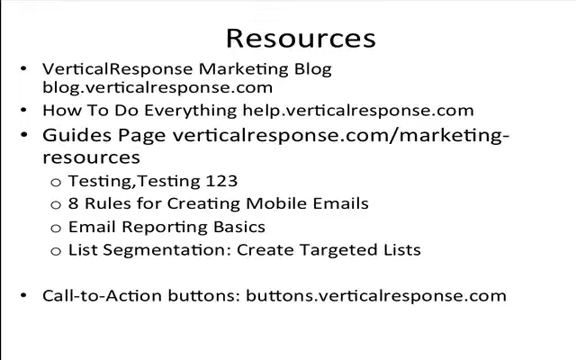 Resources
• VerticalResponse Marketing Blog
blog.verticalresponse.com
• How To Do Everything help.verticalresponse.com
• Guides Page verticalresponse.com/marketing-
resources
o Testing,Testing 123
o 8 Rules for Creating Mobile Emails
o Email Reporting Basics
o List Segmentation: Create Targeted Lists
• Call-to-Action buttons: buttons.verticalresponse.com